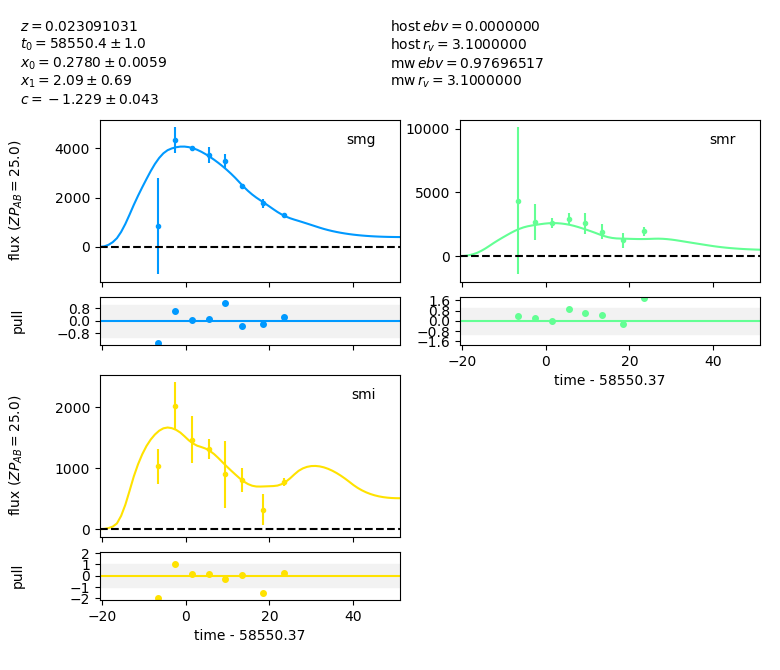 z = 0.023091031
t0 = 58550.4 ± 1.0
x0 = 0.2780 ± 0.0059
x1 = 2.09 ± 0.69
c = −1.229 ± 0.043
host ebv = 0.0000000
host rv = 3.1000000
mw ebv = 0.97696517
mw rv = 3.1000000
smg
flux (ZPAB = 25.0)
4000
2000
0
smr
10000
5000
0
pull
0.8
0.0
−0.8
1.6
0.8
0.0
−0.8
−1.6
−20 0 20 40
time - 58550.37
smi
flux (ZPAB = 25.0)
2000
1000
0
pull
2
1
0
−1
−2
−20 0 20 40
time - 58550.37